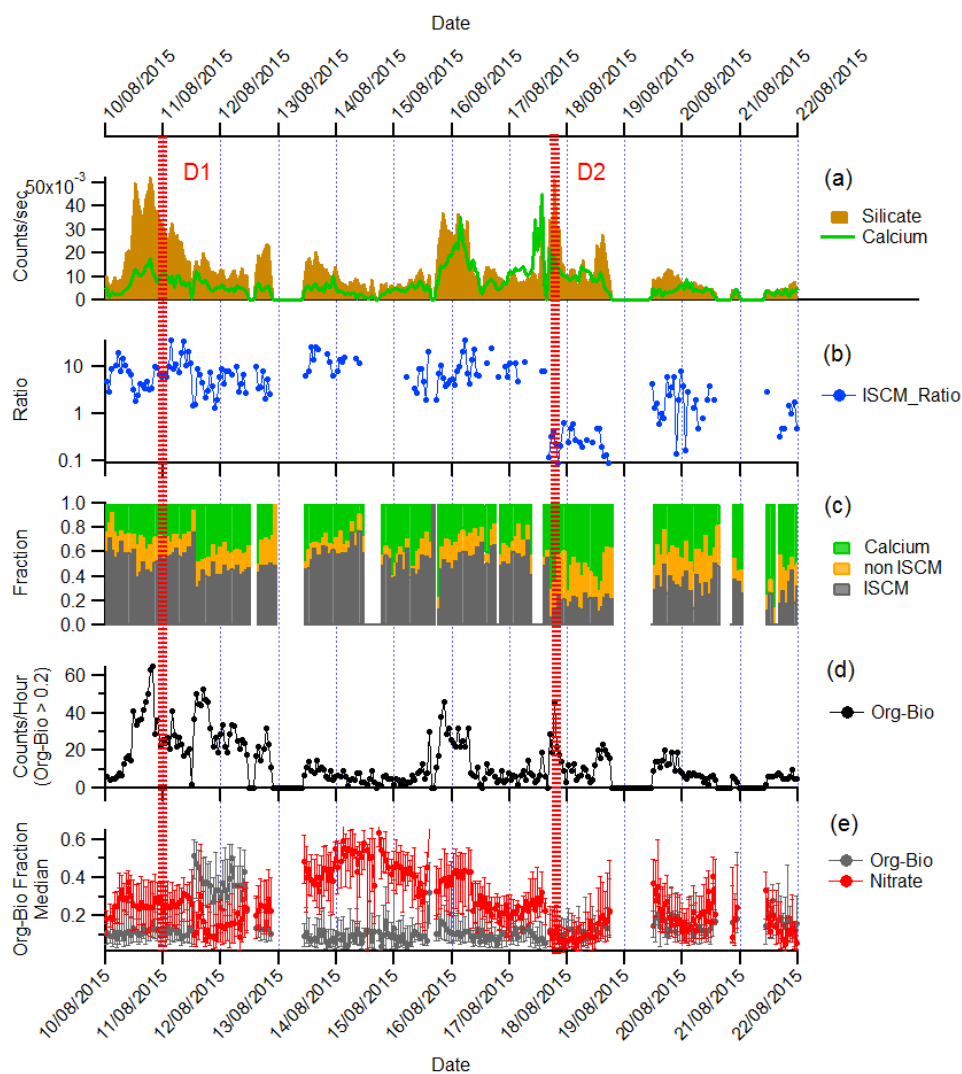 Date
10/08/2015 11/08/2015 12/08/2015 13/08/2015 14/08/2015 15/08/2015 16/08/2015 17/08/2015 18/08/2015 19/08/2015 20/08/2015 21/08/2015 22/08/2015
D1
D2
(a)
50x10⁻³
40
30
20
10
0
Counts/sec
Silicate
Calcium
(b)
10
1
0.1
Ratio
ISCM_Ratio
(c)
1.0
0.8
0.6
0.4
0.2
0.0
Fraction
Calcium
non ISCM
ISCM
(d)
60
40
20
0
Counts/Hour
(Org-Bio > 0.2)
Org-Bio
(e)
0.6
0.4
0.2
Org-Bio Fraction
Median
Org-Bio
Nitrate
10/08/2015 11/08/2015 12/08/2015 13/08/2015 14/08/2015 15/08/2015 16/08/2015 17/08/2015 18/08/2015 19/08/2015 20/08/2015 21/08/2015 22/08/2015
Date